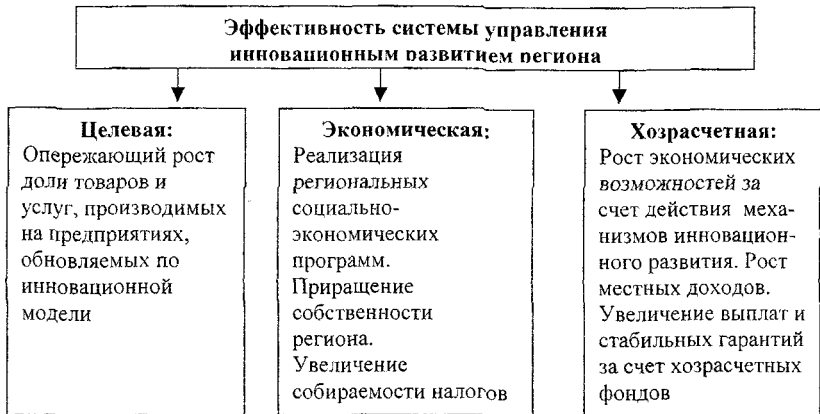 Эффективность системы управления
инновационным развитием региона
Целевая:
Опережающий рост
доли товаров и
услуг, производимых
на предприятиях,
обновляемых по
инновационной
модели
Экономическая:
Реализация
региональных
социально-
экономических
программ.
Приращение
собственности
региона.
Увеличение
собираемости налогов
Хозрасчетная:
Рост экономических
возможностей за
счет действия меха-
низмов инновацион-
ного развития. Рост
местных доходов.
Увеличение выплат и
стабильных гарантий
за счет хозрасчетных
фондов